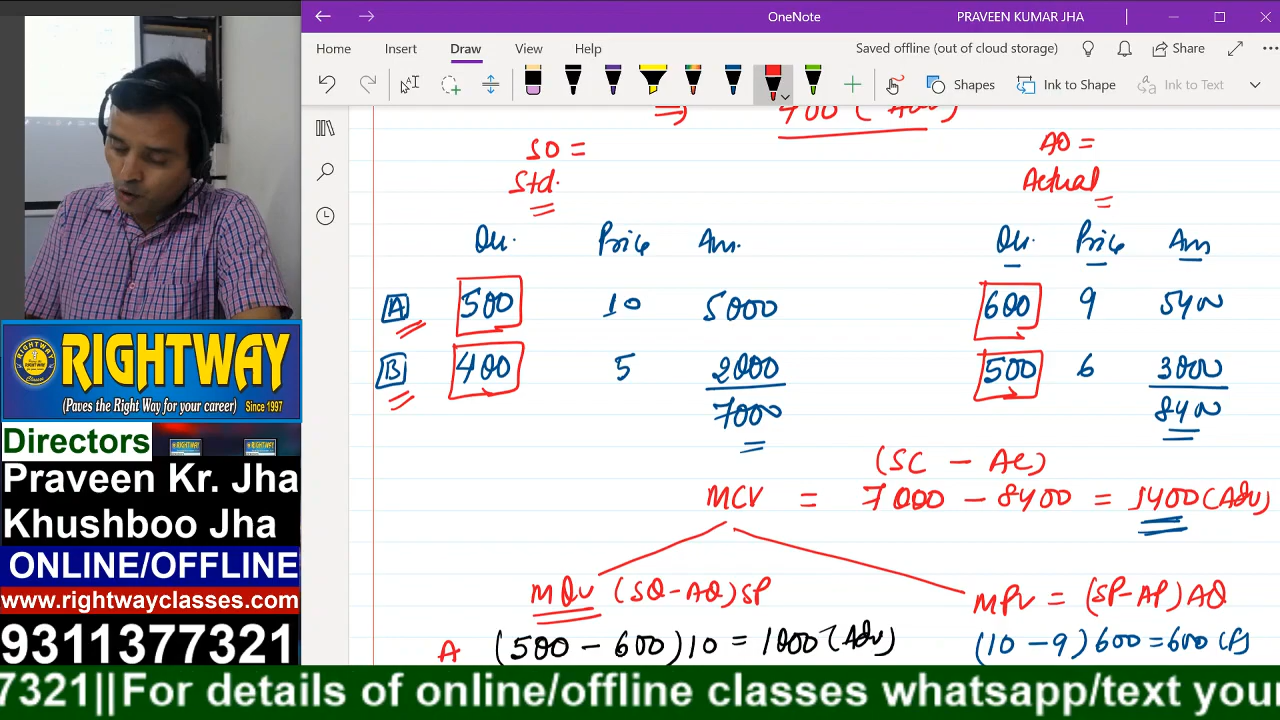 OneNote
PRAVEEN KUMAR JHA
Home Insert Draw View Help
Saved offline (out of cloud storage)
Share
Shapes
Ink to Shape
Ink to Text
⇒ 400 (Adv)
SO = AO =
Std. Actual
Qu. Price Am. Qu. Price Am
A 500 10 5000 600 9 5400
B 400 5 2000 500 6 3000
7000 8400
(SC - AC)
MCV = 7000 - 8400 = 1400 (Adv)
MQV (SQ-AQ) SP MPV = (SP-AP) AQ
A (500 - 600) 10 = 1000 (Adv) (10 - 9) 600 = 600 (F)
RIGHTWAY
(Paves the Right Way for your career) Since 1997
Directors
Praveen Kr. Jha
Khushboo Jha
ONLINE/OFFLINE
www.rightwayclasses.com
9311377321
7321||For details of online/offline classes whatsapp/text your